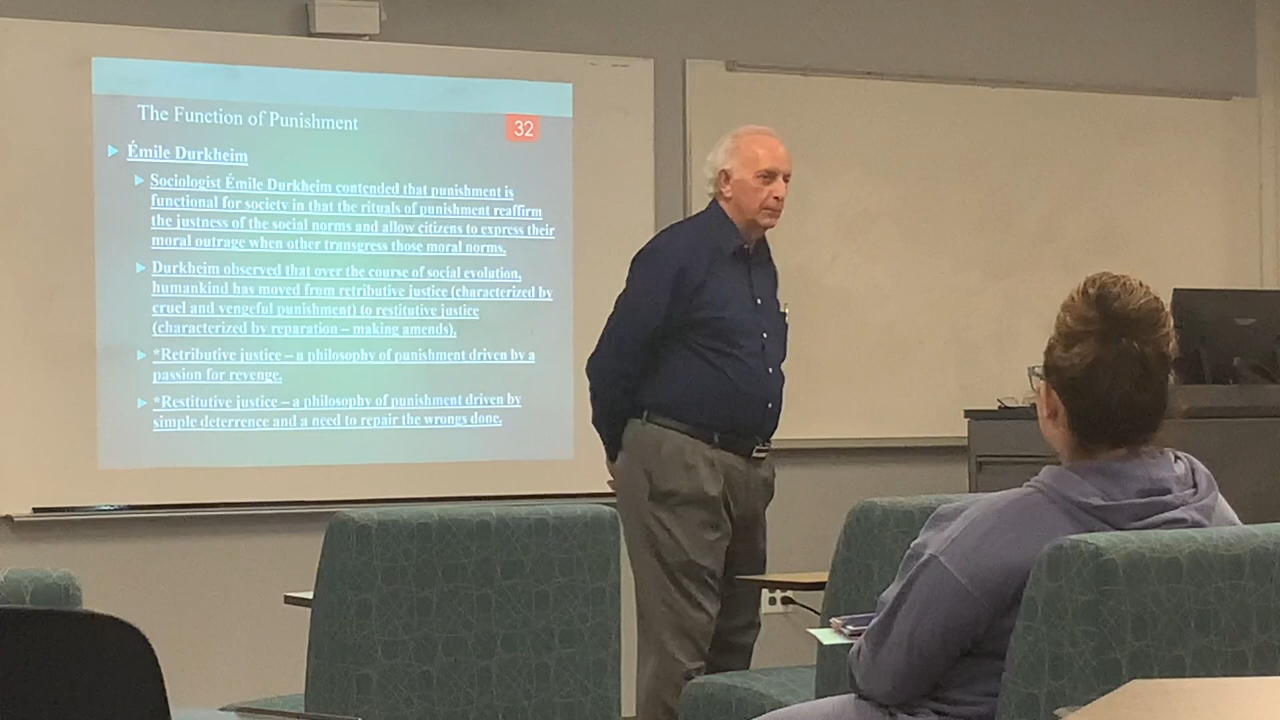 The Function of Punishment
32
Émile Durkheim
Sociologist Émile Durkheim contended that punishment is
functional for society in that the rituals of punishment reaffirm
the justness of the social norms and allow citizens to express their
moral outrage when other transgress those moral norms.
Durkheim observed that over the course of social evolution,
humankind has moved from retributive justice (characterized by
cruel and vengeful punishment) to restitutive justice
(characterized by reparation – making amends).
*Retributive justice – a philosophy of punishment driven by a
passion for revenge.
*Restitutive justice – a philosophy of punishment driven by
simple deterrence and a need to repair the wrongs done.